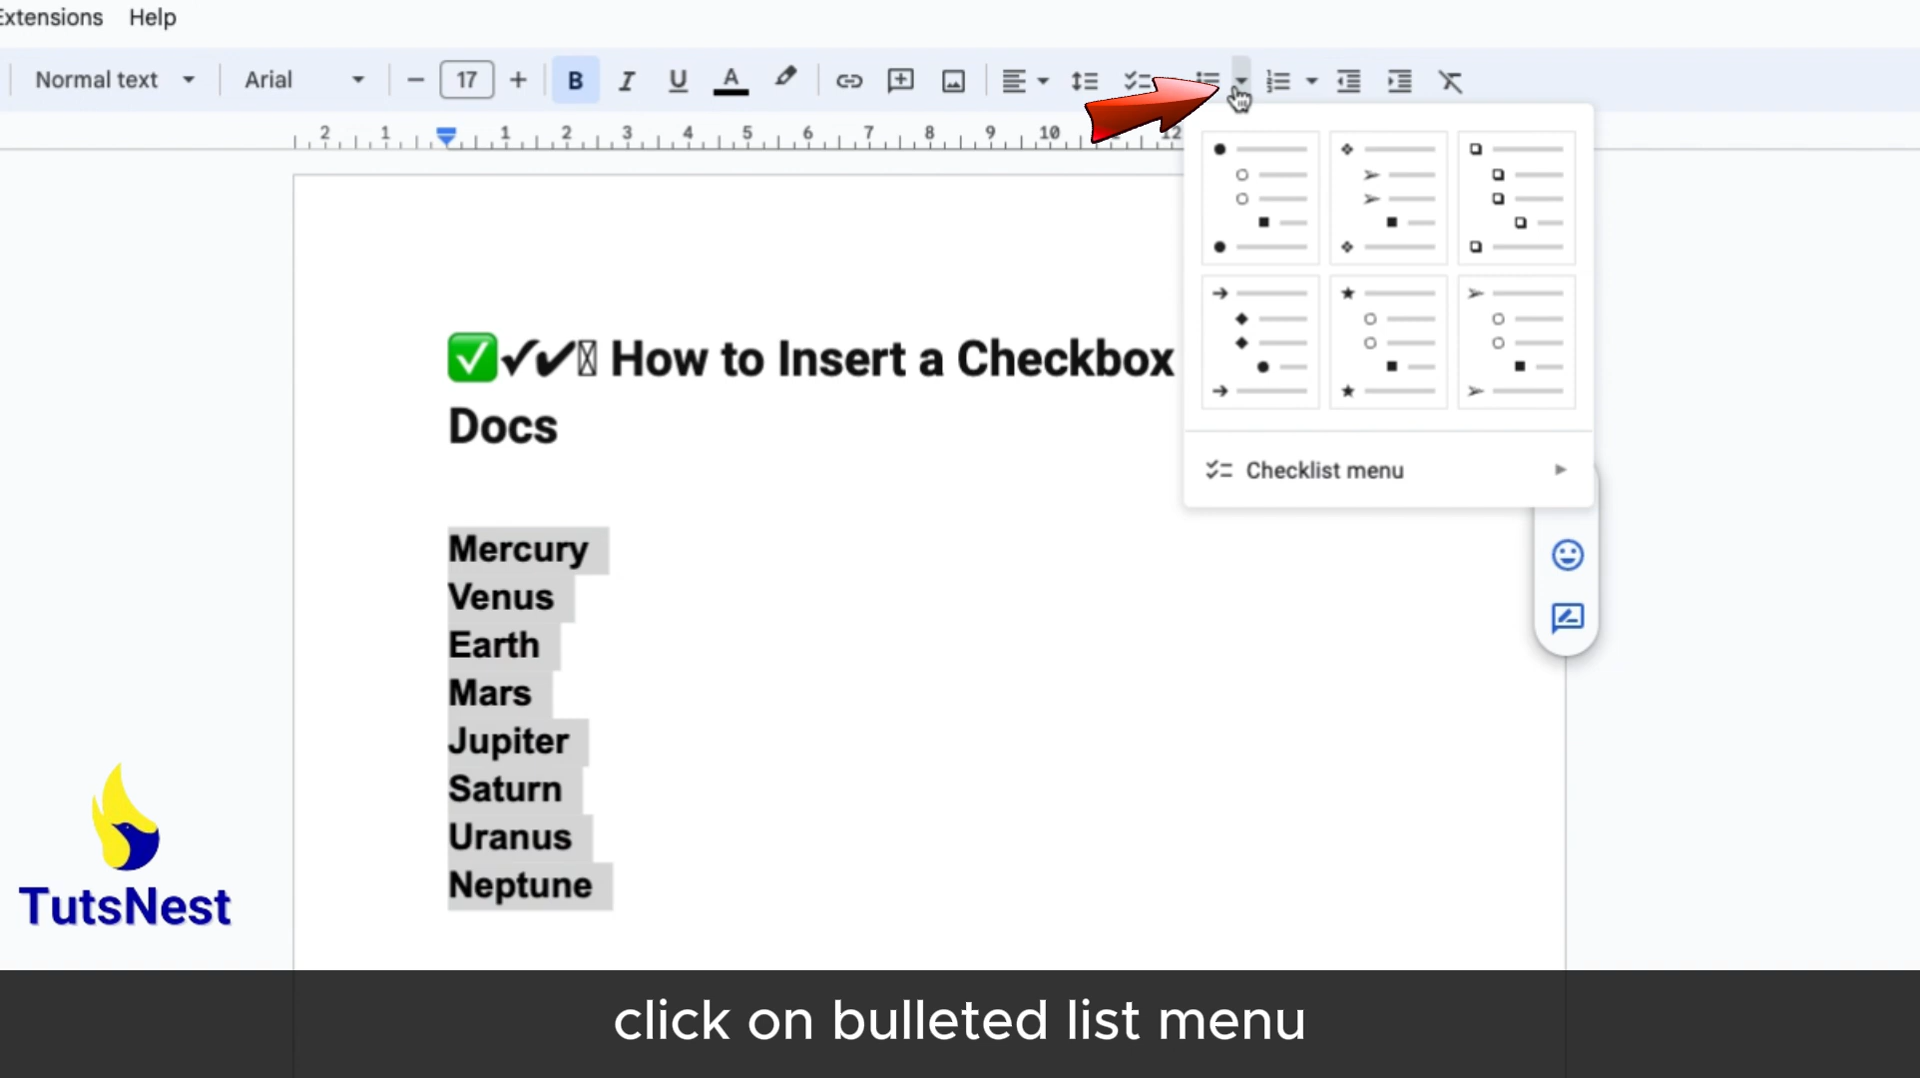 Extensions Help
Normal text Arial 17 B I U A
2 1 1 2 3 4 5 6 7 8 9 10 12
✅✓✔ How to Insert a Checkbox
Docs
Checklist menu
Mercury
Venus
Earth
Mars
Jupiter
Saturn
Uranus
Neptune
TutsNest
click on bulleted list menu